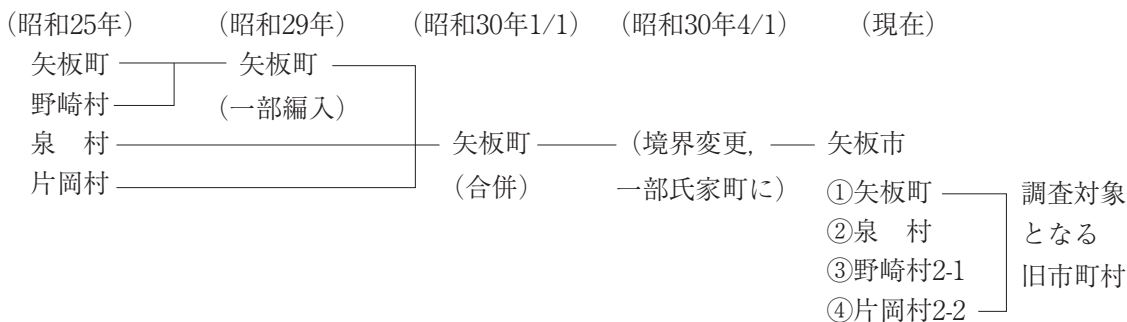 (昭和25年) (昭和29年) (昭和30年1/1) (昭和30年4/1) (現在)
矢板町 矢板町
野崎村 (一部編入)
泉 村 矢板町 (境界変更, 矢板市
片岡村 (合併) 一部氏家町に)
①矢板町 調査対象
②泉 村 となる
③野崎村2-1 旧市町村
④片岡村2-2